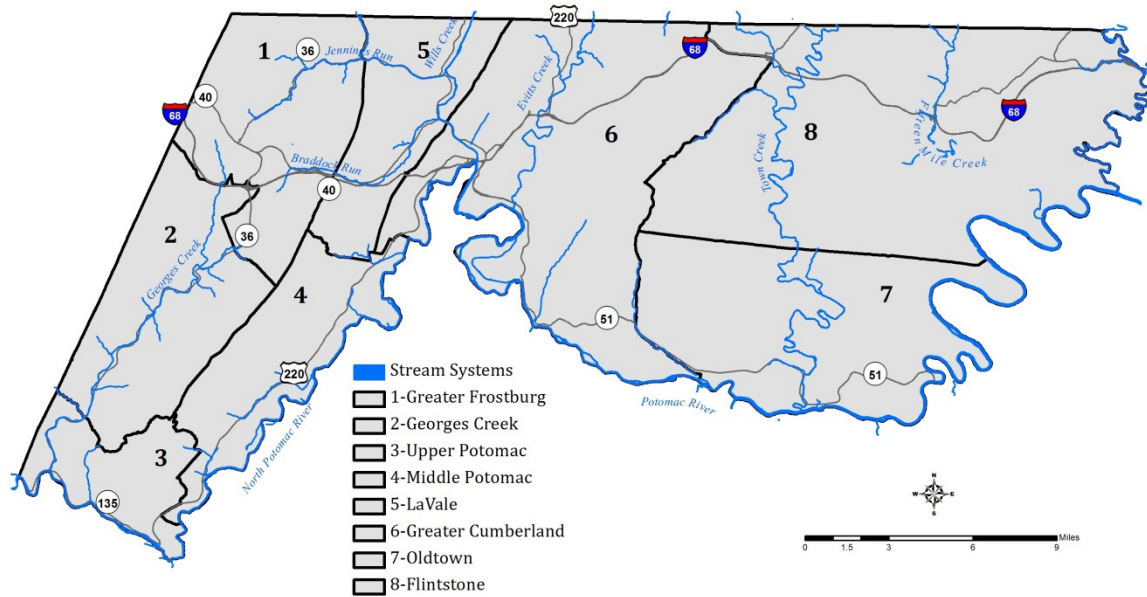 220
1
36
Jennings Run
5
Wills Creek
68
40
68
Evitts Creek
6
8
68
Fifteen Mile Creek
Town Creek
Braddock Run
40
2
36
Georges Creek
4
7
51
51
220
Potomac River
North Potomac River
3
135
Stream Systems
1-Greater Frostburg
2-Georges Creek
3-Upper Potomac
4-Middle Potomac
5-LaVale
6-Greater Cumberland
7-Oldtown
8-Flintstone
N
W E
S
Miles
0 1.5 3 6 9